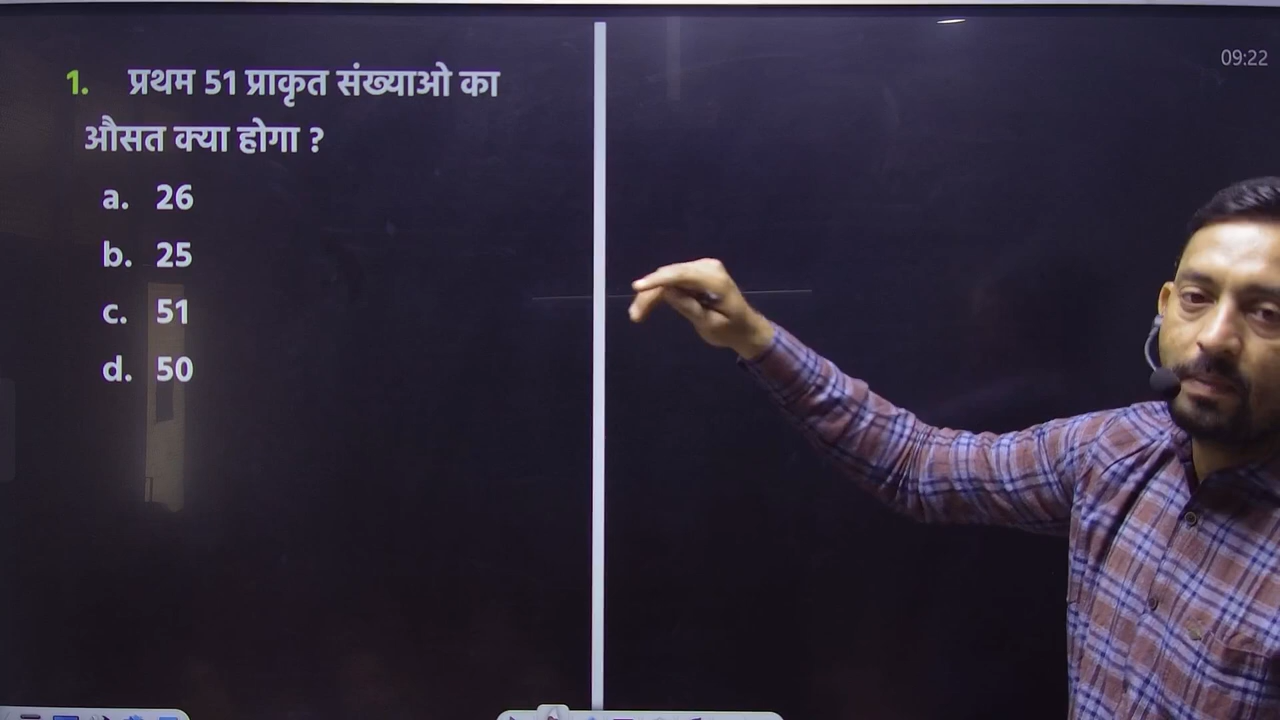 09:22
1. प्रथम 51 प्राकृत संख्याओ का
औसत क्या होगा ?
a. 26
b. 25
c. 51
d. 50